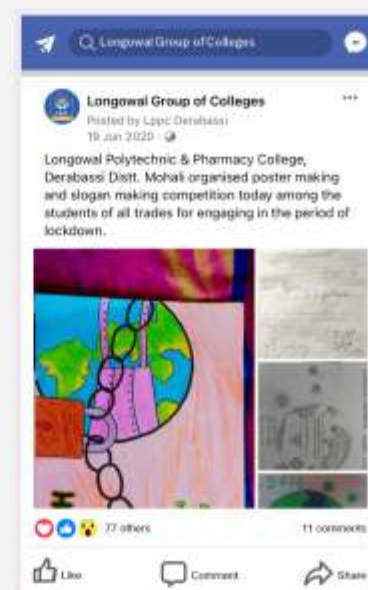 Longowal Group of Colleges
Longowal Group of Colleges
Posted by Lppc Derabassi
19 Jun 2020
Longowal Polytechnic & Pharmacy College,
Derabassi Distt. Mohali organised poster making
and slogan making competition today among the
students of all trades for engaging in the period of
lockdown.
77 others
11 comments
Like
Comment
Share